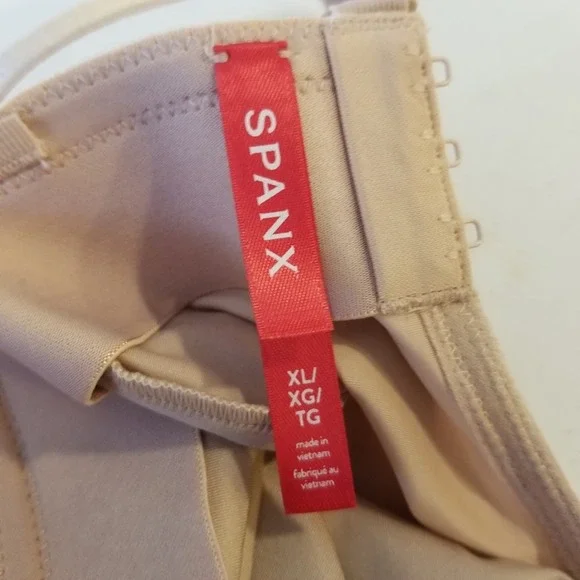 SPANX
XL/
XG/
TG
made in
vietnam
fabriqué au
vietnam